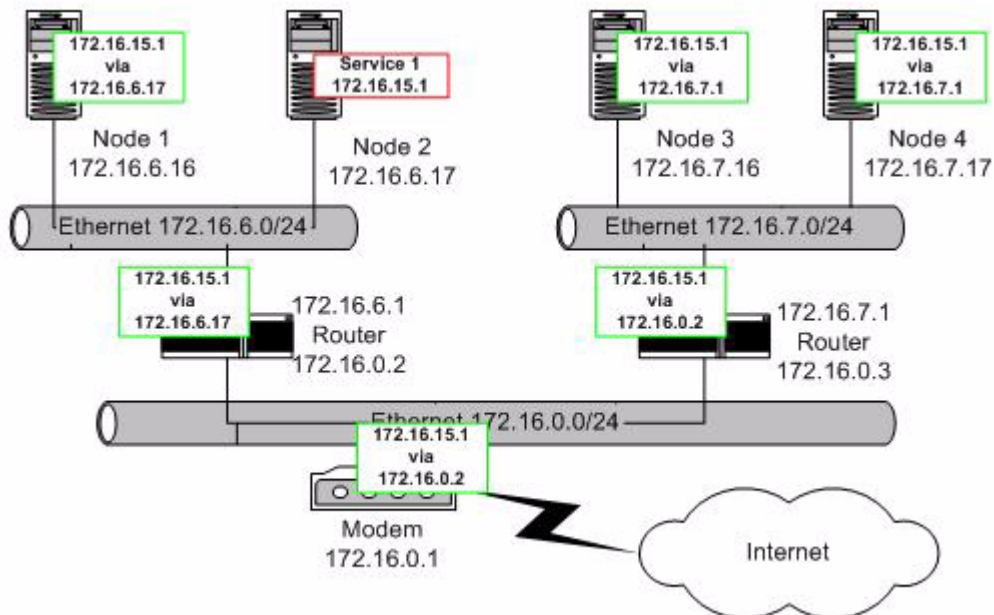 172.16.15.1
via
172.16.6.17
Node 1
172.16.6.16
Service 1
172.16.15.1
Node 2
172.16.6.17
172.16.15.1
via
172.16.7.1
Node 3
172.16.7.16
172.16.15.1
via
172.16.7.1
Node 4
172.16.7.17
Ethernet 172.16.6.0/24
Ethernet 172.16.7.0/24
172.16.15.1
via
172.16.6.17
172.16.6.1
Router
172.16.0.2
172.16.15.1
via
172.16.0.2
172.16.7.1
Router
172.16.0.3
Ethernet 172.16.0.0/24
172.16.15.1
via
172.16.0.2
Modem
172.16.0.1
Internet